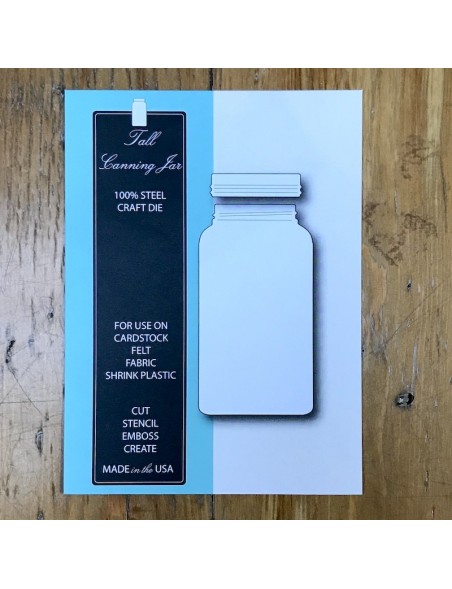 Tall
Canning Jar
100% STEEL
CRAFT DIE
FOR USE ON
CARDSTOCK
FELT
FABRIC
SHRINK PLASTIC
CUT
STENCIL
EMBOSS
CREATE
MADE in the USA